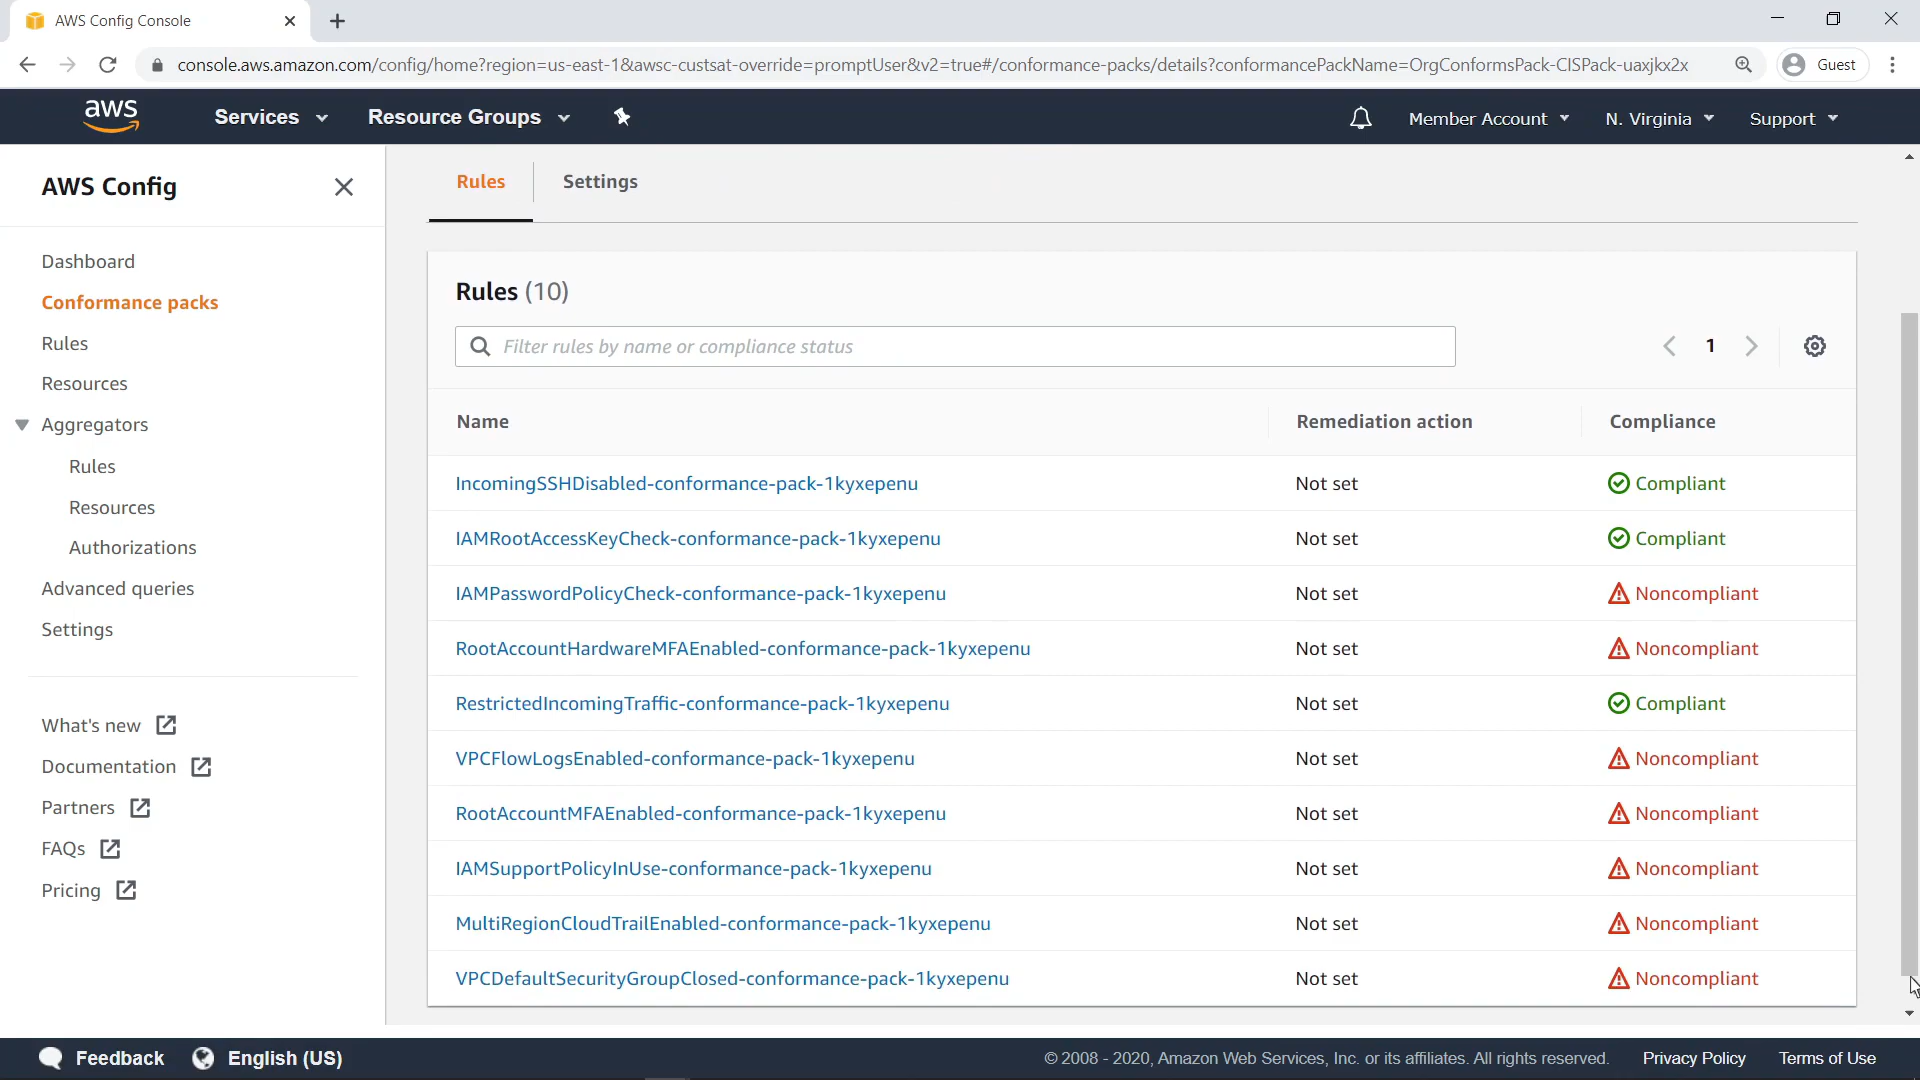 AWS Config Console
console.aws.amazon.com/config/home?region=us-east-1&awsc-custsat-override=promptUser&v2=true#/conformance-packs/details?conformancePackName=OrgConformsPack-CISPack-uaxjkx2x
Guest
aws
Services
Resource Groups
Member Account
N. Virginia
Support
AWS Config
Dashboard
Conformance packs
Rules
Resources
Aggregators
Rules
Resources
Authorizations
Advanced queries
Settings
What's new
Documentation
Partners
FAQs
Pricing
Rules
Settings
Rules (10)
Filter rules by name or compliance status
1
Name Remediation action Compliance
IncomingSSHDisabled-conformance-pack-1kyxepenu Not set Compliant
IAMRootAccessKeyCheck-conformance-pack-1kyxepenu Not set Compliant
IAMPasswordPolicyCheck-conformance-pack-1kyxepenu Not set Noncompliant
RootAccountHardwareMFAEnabled-conformance-pack-1kyxepenu Not set Noncompliant
RestrictedIncomingTraffic-conformance-pack-1kyxepenu Not set Compliant
VPCFlowLogsEnabled-conformance-pack-1kyxepenu Not set Noncompliant
RootAccountMFAEnabled-conformance-pack-1kyxepenu Not set Noncompliant
IAMSupportPolicyInUse-conformance-pack-1kyxepenu Not set Noncompliant
MultiRegionCloudTrailEnabled-conformance-pack-1kyxepenu Not set Noncompliant
VPCDefaultSecurityGroupClosed-conformance-pack-1kyxepenu Not set Noncompliant
Feedback
English (US)
© 2008 - 2020, Amazon Web Services, Inc. or its affiliates. All rights reserved.
Privacy Policy
Terms of Use